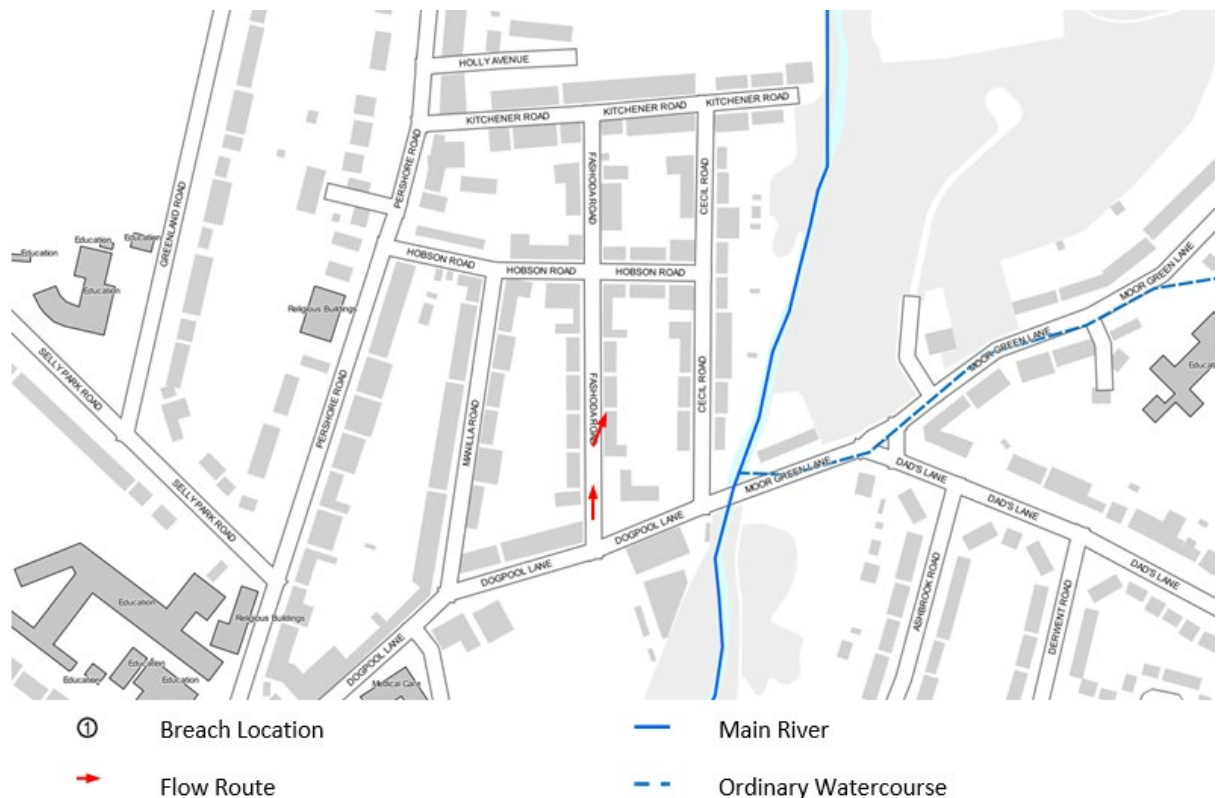 HOLLY AVENUE
KITCHENER ROAD
KITCHENER ROAD
KITCHENER ROAD
PERSHORE ROAD
GREENLAND ROAD
FASHODA ROAD
CECIL ROAD
Education
Education
Education
Education
HOBSON ROAD
HOBSON ROAD
HOBSON ROAD
MOOR GREEN LANE
MOOR GREEN LANE
Religious Buildings
SELLY PARK ROAD
PERSHORE ROAD
MANILLA ROAD
FASHODA ROAD
CECIL ROAD
MOOR GREEN LANE
DAD'S LANE
DAD'S LANE
DAD'S LANE
SELLY PARK ROAD
DOGPOOL LANE
DOGPOOL LANE
DOGPOOL LANE
ASHBROOK ROAD
DERWENT ROAD
Education
Religious Buildings
Education
Education
Education
Medical Care
① Breach Location
Main River
Flow Route
Ordinary Watercourse